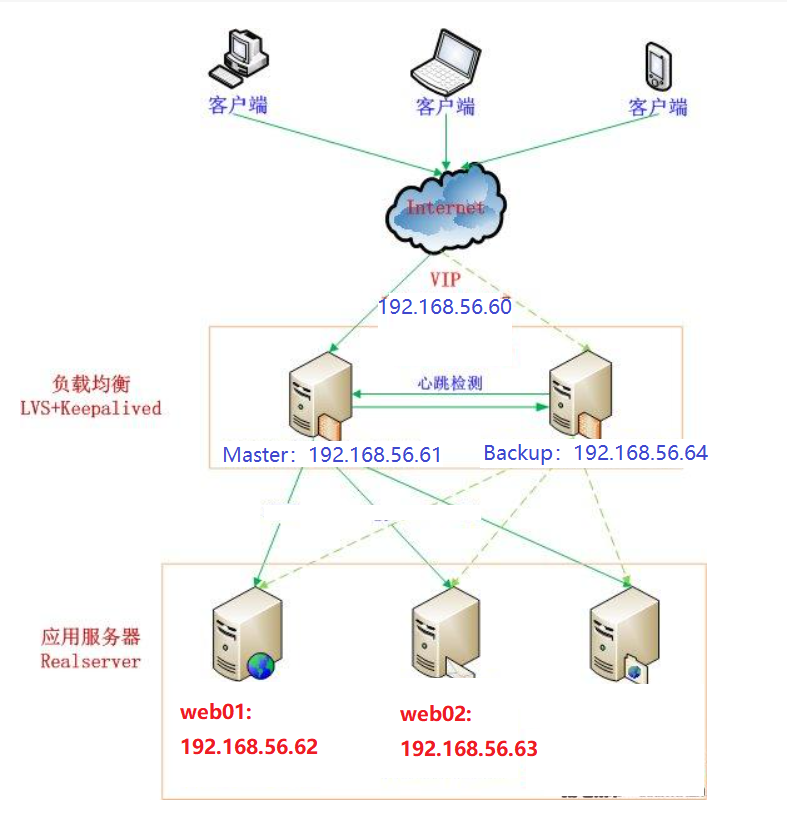 客户端
客户端
客户端
Internet
VIP
192.168.56.60
负载均衡
LVS+Keepalived
心跳检测
Master：192.168.56.61
Backup：192.168.56.64
应用服务器
Realserver
web01:
192.168.56.62
web02:
192.168.56.63